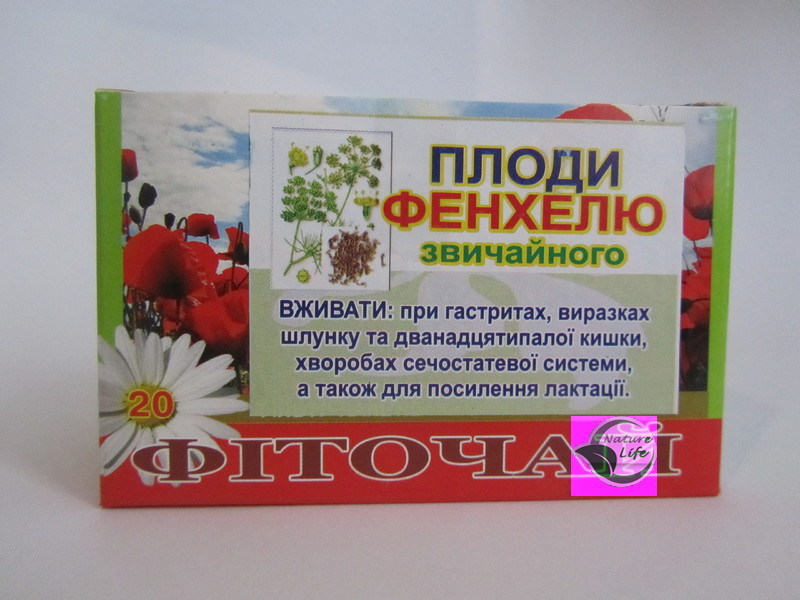 ПЛОДИ
ФЕНХЕЛЮ
звичайного
ВЖИВАТИ: при гастритах, виразках
шлунку та дванадцятипалої кишки,
хворобах сечостатевої системи,
а також для посилення лактації.
20
ФІТОЧАЙ
Nature
Life